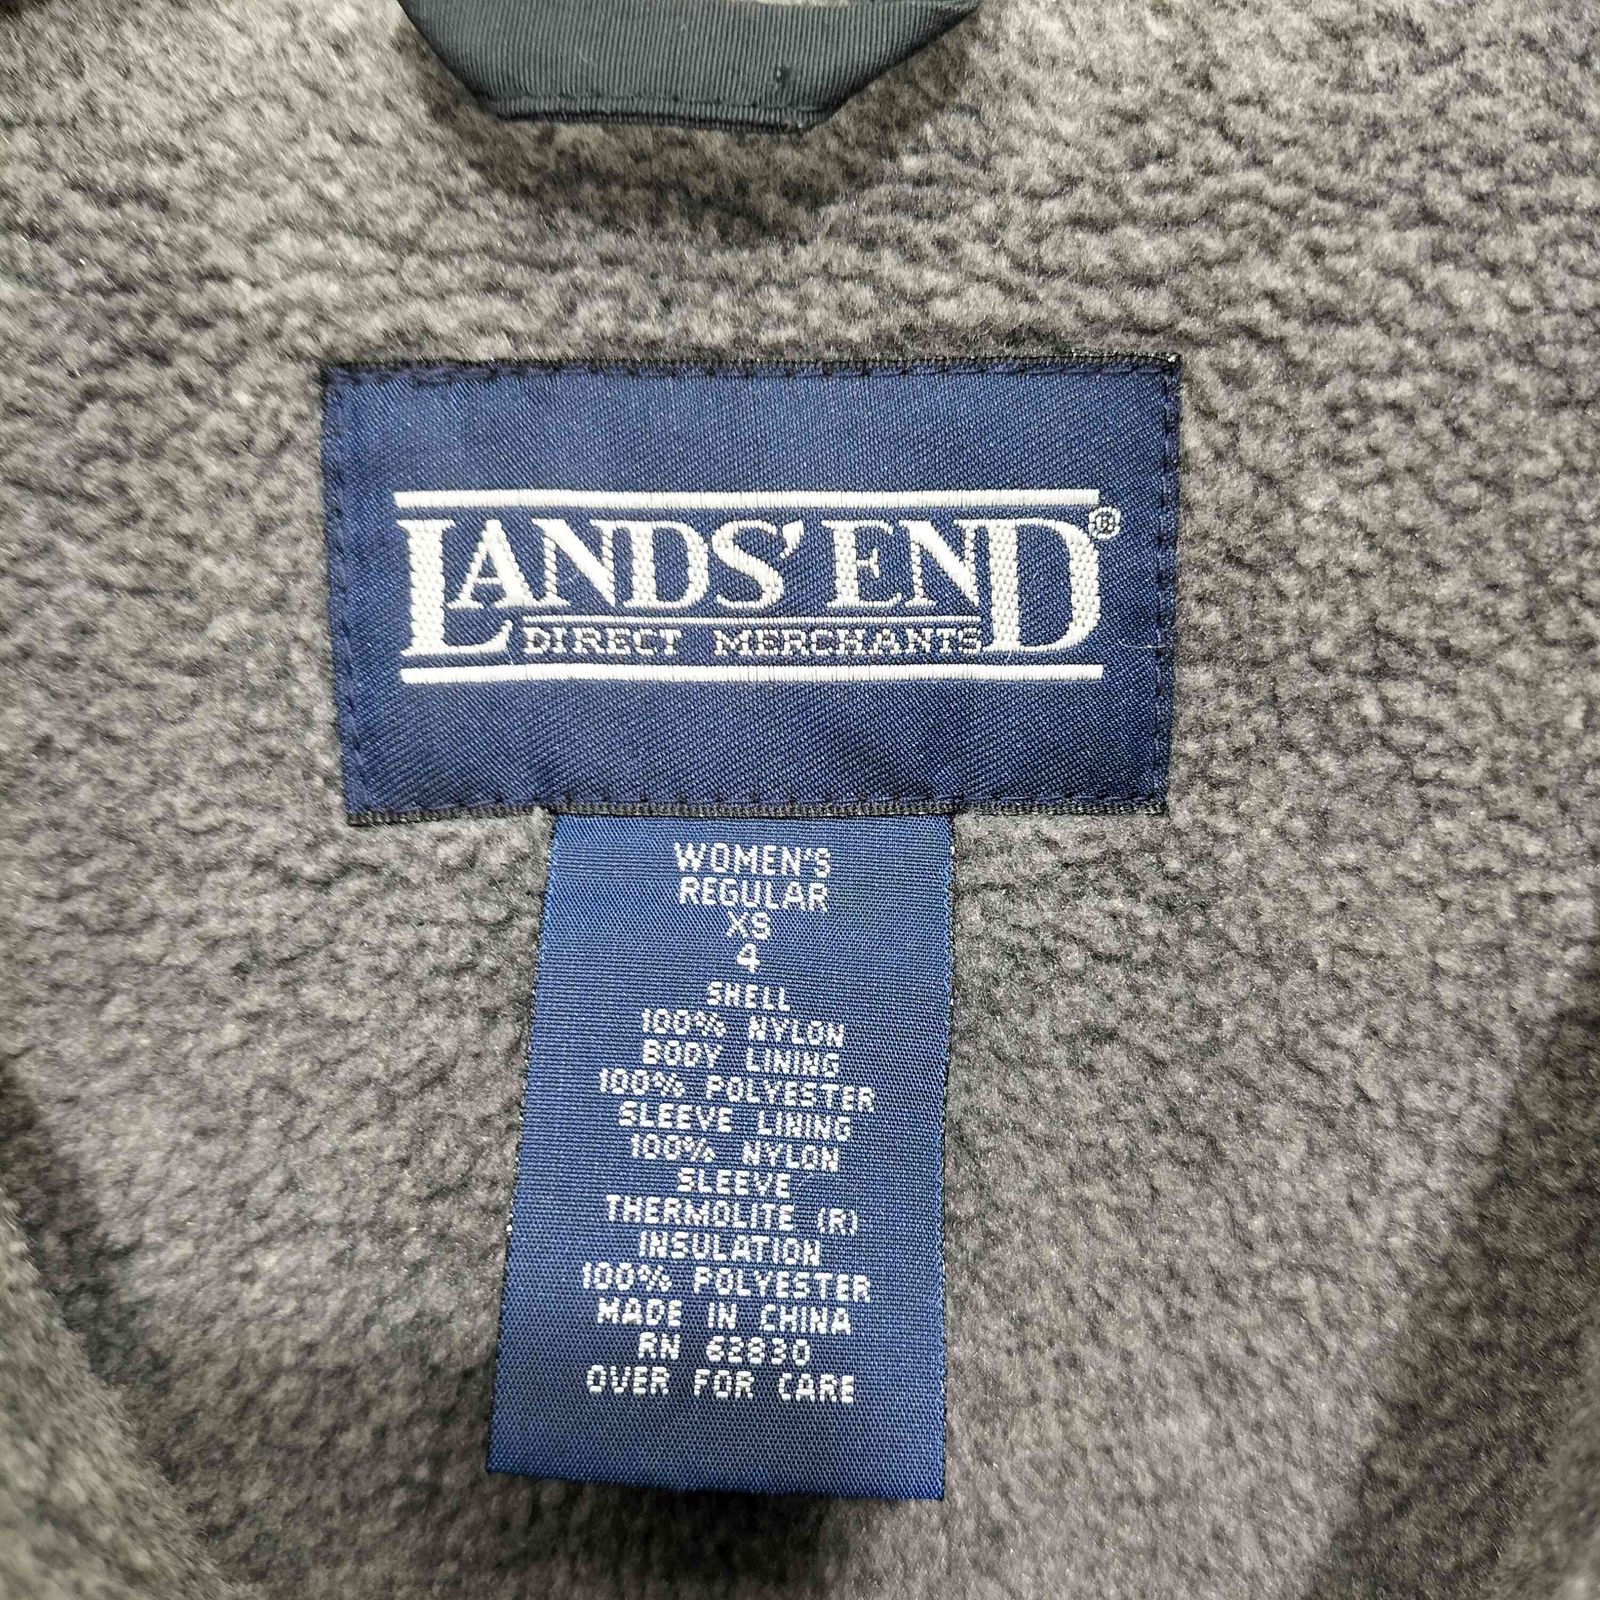 LANDS' END®
DIRECT MERCHANTS
WOMEN'S
REGULAR
XS
4
SHELL
100% NYLON
BODY LINING
100% POLYESTER
SLEEVE LINING
100% NYLON
SLEEVE
THERMOLITE (R)
INSULATION
100% POLYESTER
MADE IN CHINA
RN 62830
OVER FOR CARE